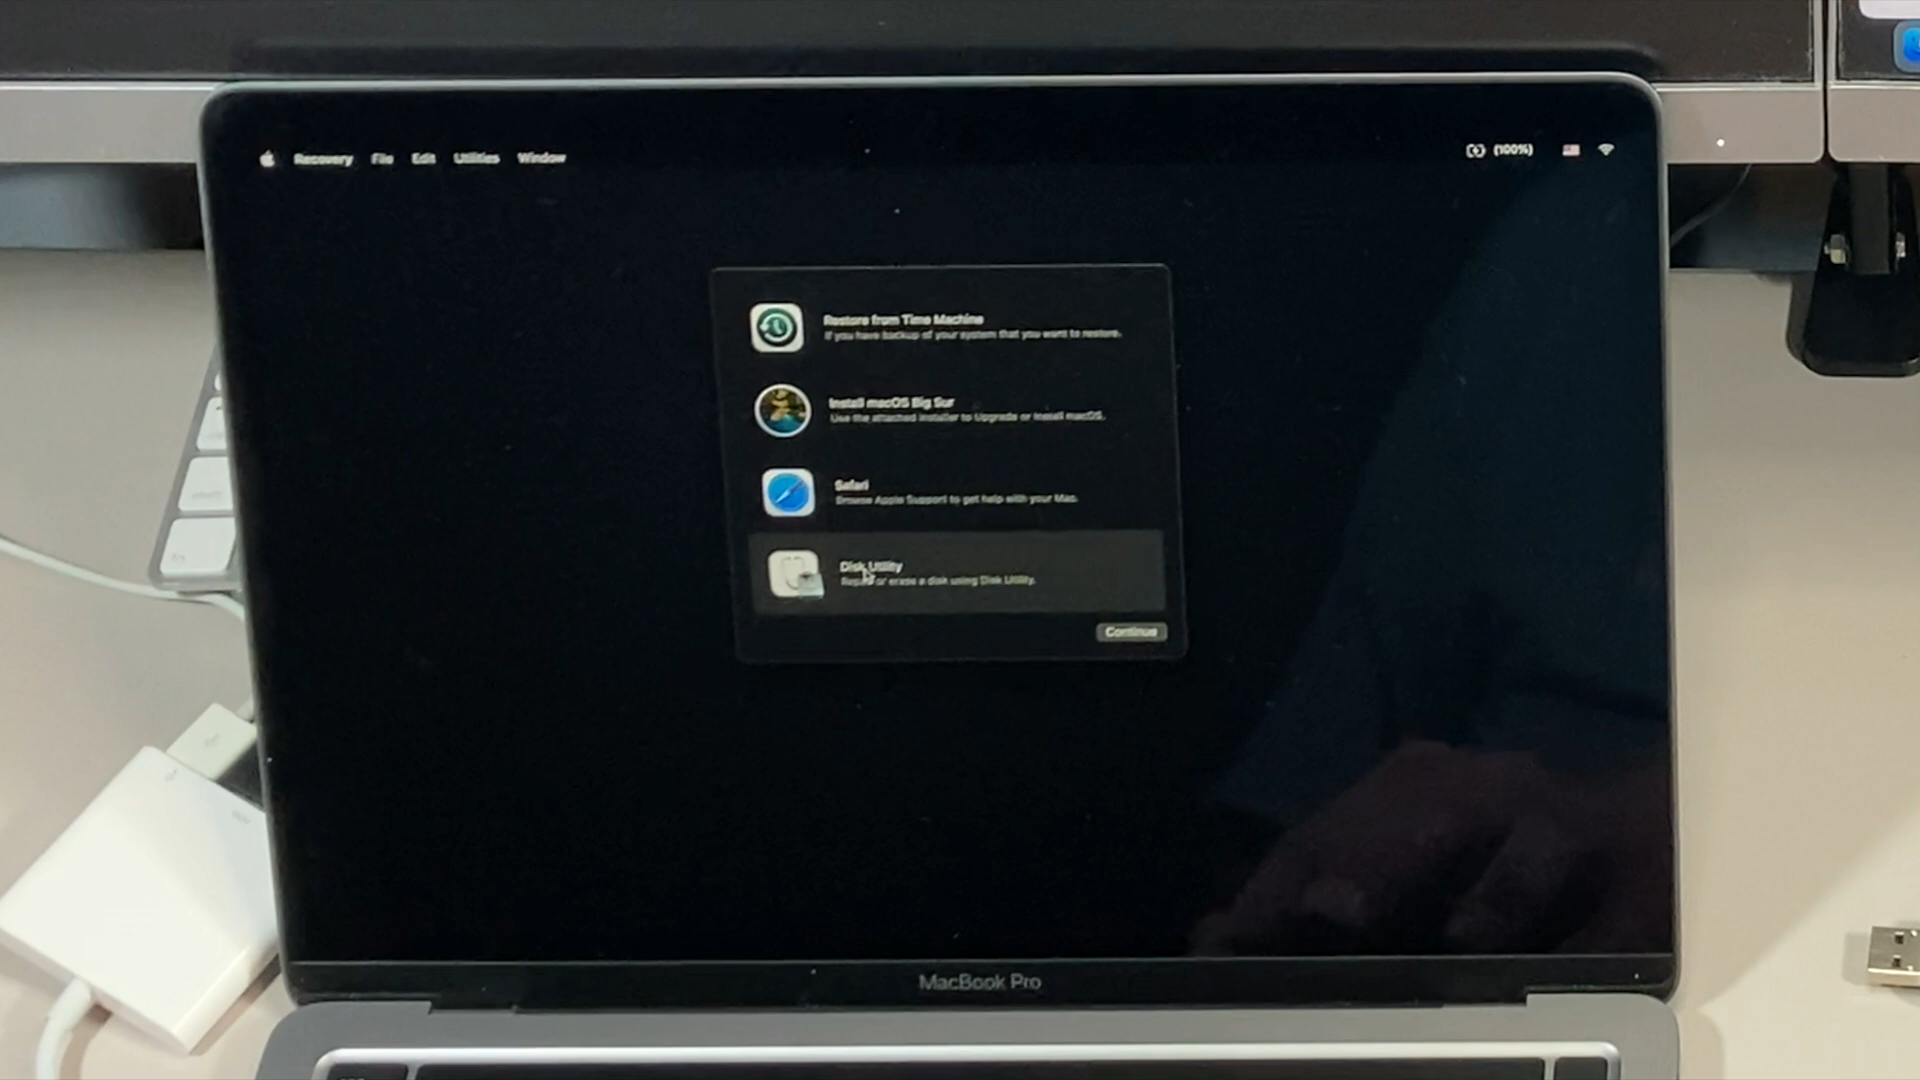 Recovery File Edit Utilities Window
(100%)
Restore from Time Machine
If you have backup of your system that you want to restore.
Install macOS Big Sur
Use the attached installer to Upgrade or Install macOS.
Safari
Browse Apple Support to get help with your Mac.
Disk Utility
Repair or erase a disk using Disk Utility.
Continue
MacBook Pro